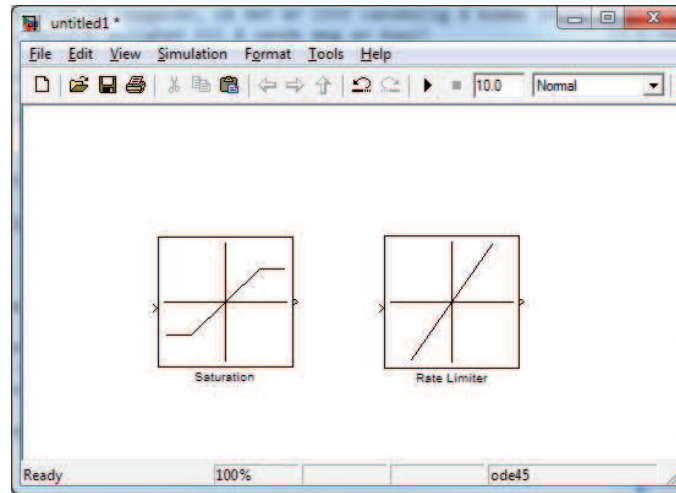 untitled1 *
File Edit View Simulation Format Tools Help
10.0 Normal
Saturation
Rate Limiter
Ready 100% ode45